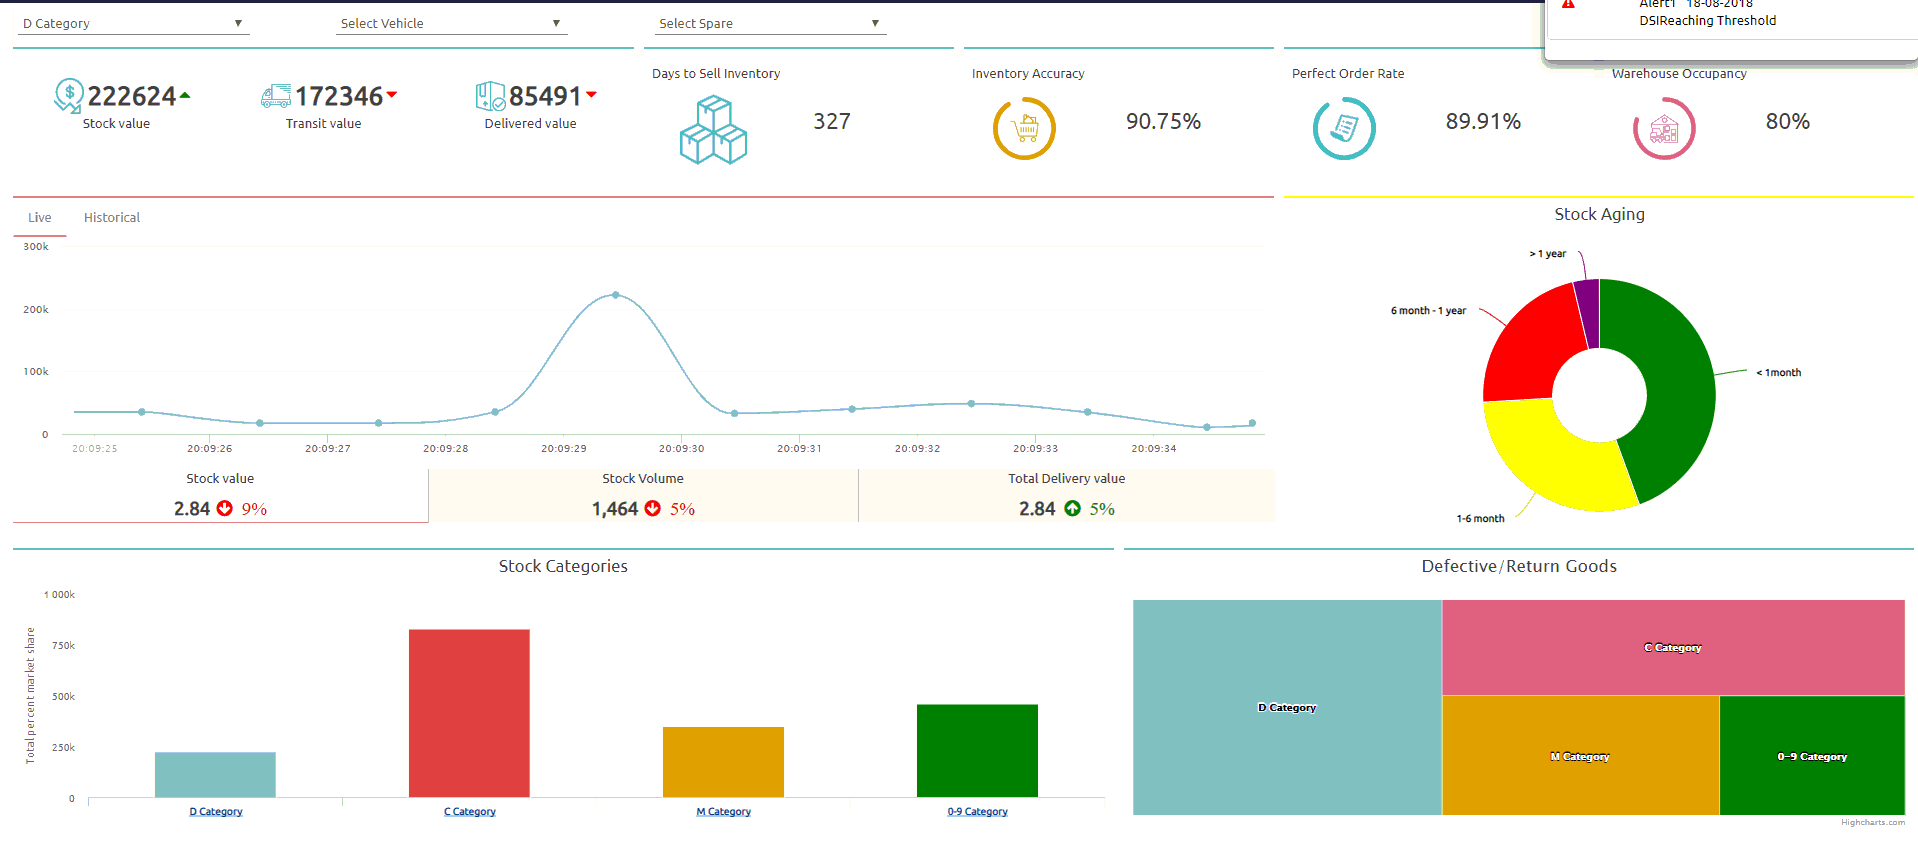 Alert1 18-08-2018
DSIReaching Threshold
D Category ▼
Select Vehicle ▼
Select Spare ▼
222624
Stock value
172346
Transit value
85491
Delivered value
Days to Sell Inventory
327
Inventory Accuracy
90.75%
Perfect Order Rate
89.91%
Warehouse Occupancy
80%
Live
Historical
300k
200k
100k
0
20:09:25
20:09:26
20:09:27
20:09:28
20:09:29
20:09:30
20:09:31
20:09:32
20:09:33
20:09:34
Stock value
2.84 9%
Stock Volume
1,464 5%
Total Delivery value
2.84 5%
Stock Aging
> 1 year
6 month - 1 year
< 1month
1-6 month
Stock Categories
Total percent market share
1 000k
750k
500k
250k
0
D Category
C Category
M Category
0-9 Category
Defective/Return Goods
D Category
C Category
M Category
0-9 Category
Highcharts.com